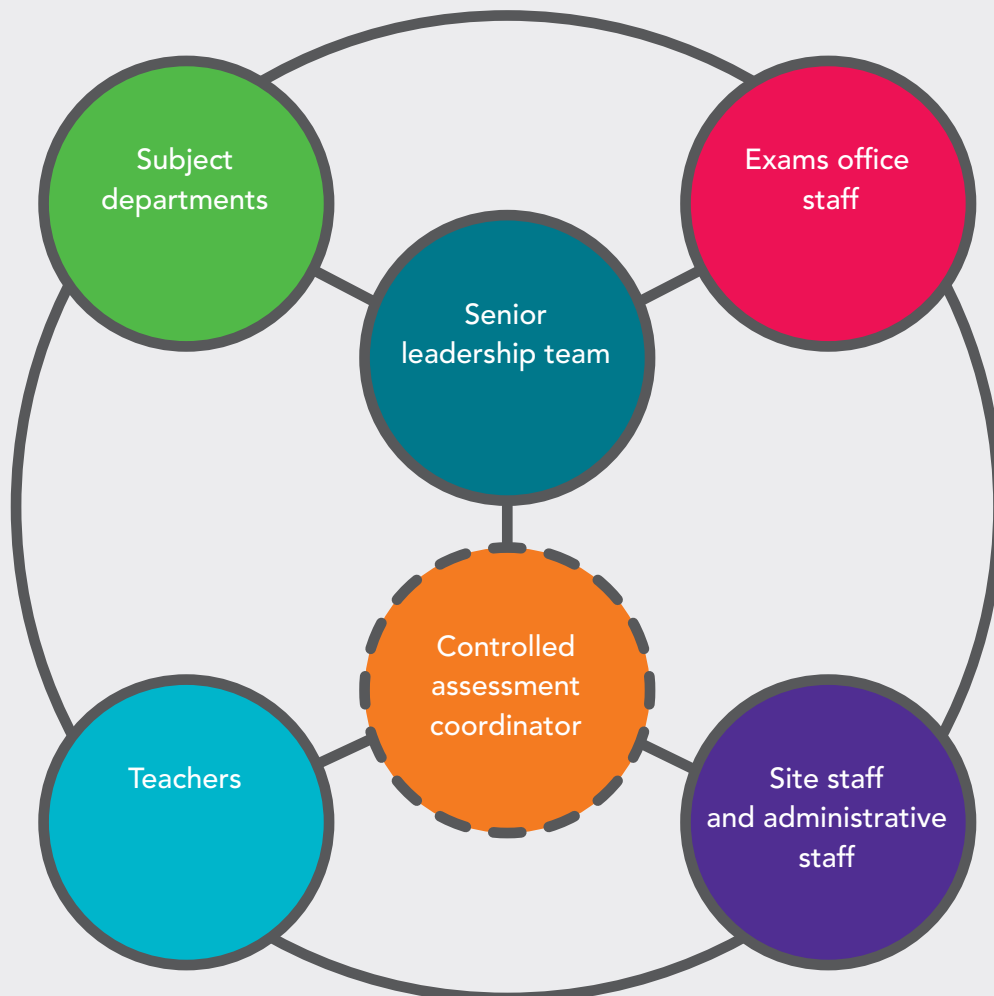 Subject
departments
Exams office
staff
Senior
leadership team
Controlled
assessment
coordinator
Teachers
Site staff
and administrative
staff